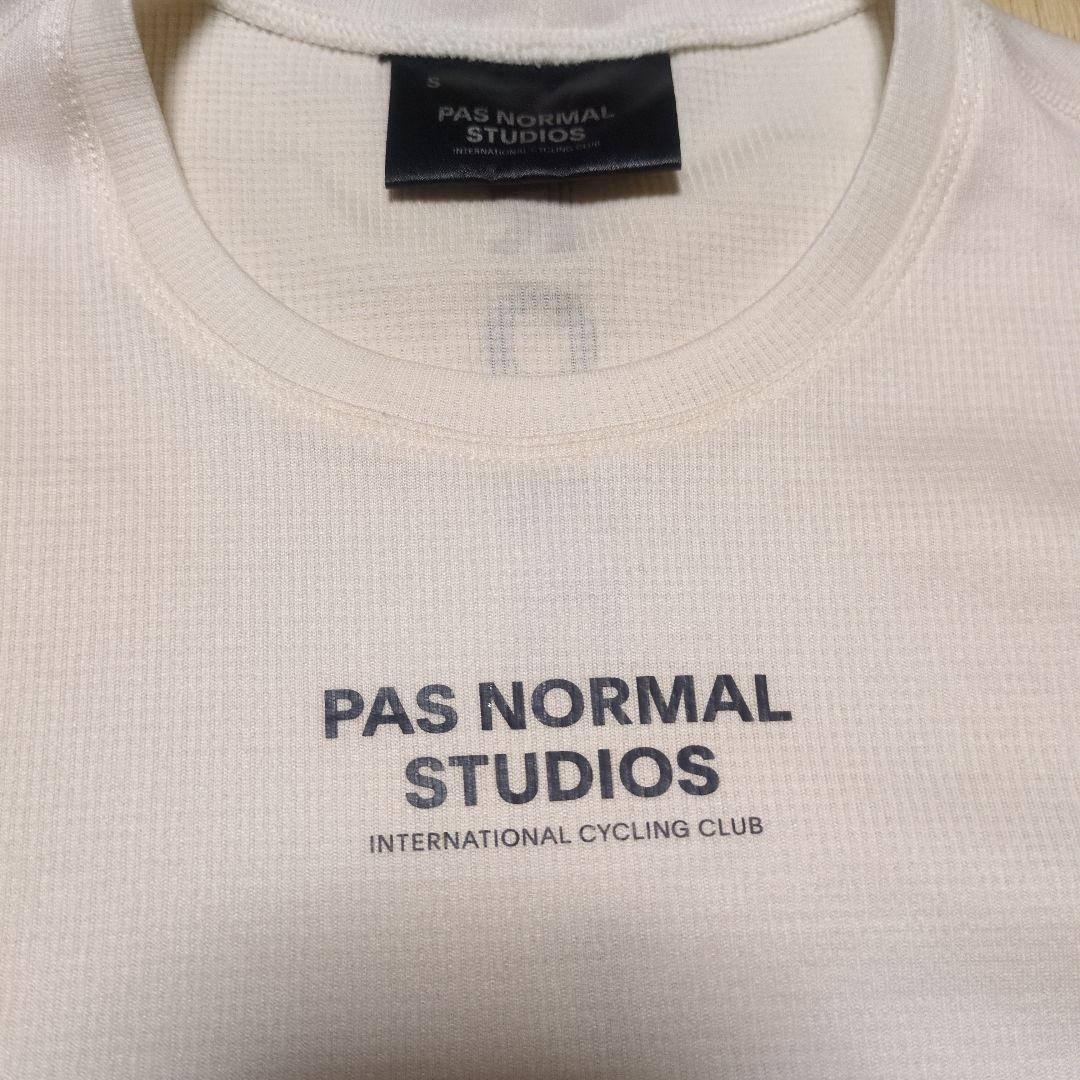 S
PAS NORMAL
STUDIOS
INTERNATIONAL CYCLING CLUB
PAS NORMAL
STUDIOS
INTERNATIONAL CYCLING CLUB